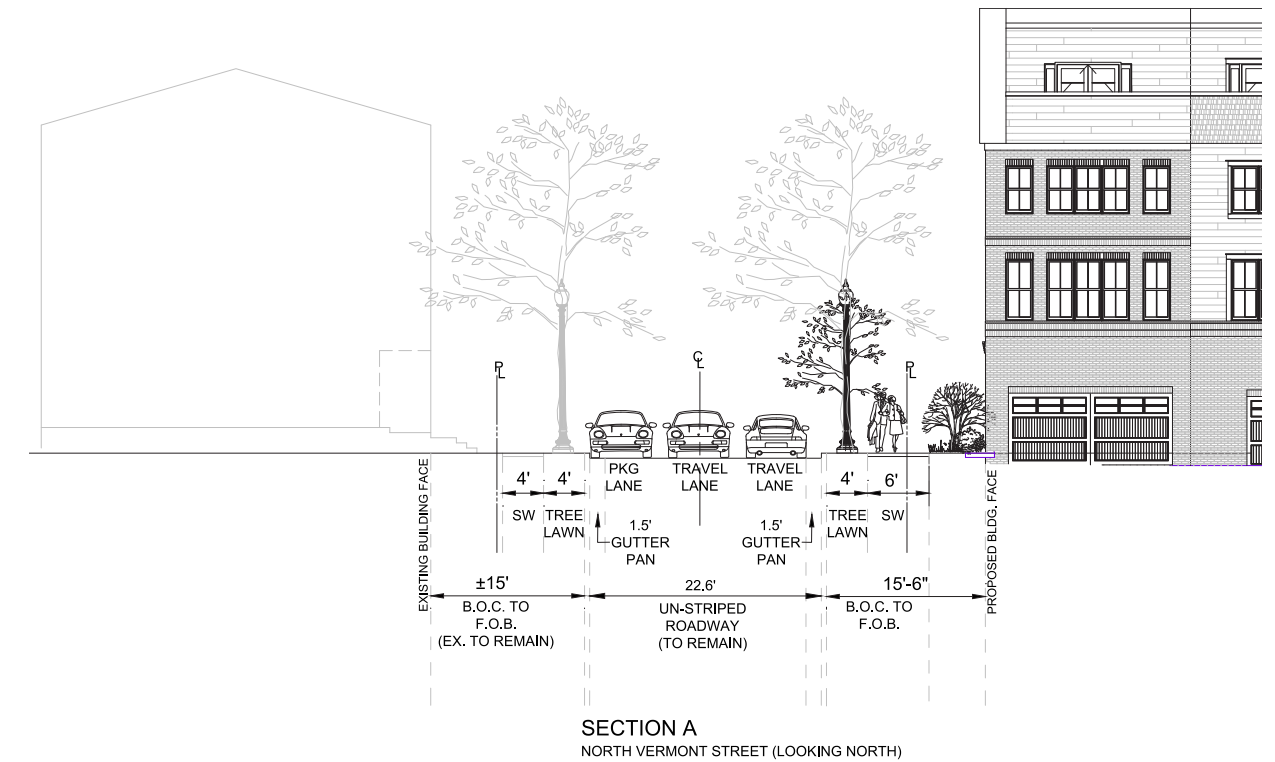 PL
CL
PL
PKG
LANE
TRAVEL
LANE
TRAVEL
LANE
4'
4'
4'
6'
SW
TREE
LAWN
TREE
LAWN
SW
1.5'
GUTTER
PAN
1.5'
GUTTER
PAN
EXISTING BUILDING FACE
PROPOSED BLDG. FACE
±15'
B.O.C. TO
F.O.B.
(EX. TO REMAIN)
22.6'
UN-STRIPED
ROADWAY
(TO REMAIN)
15'-6"
B.O.C. TO
F.O.B.
SECTION A
NORTH VERMONT STREET (LOOKING NORTH)